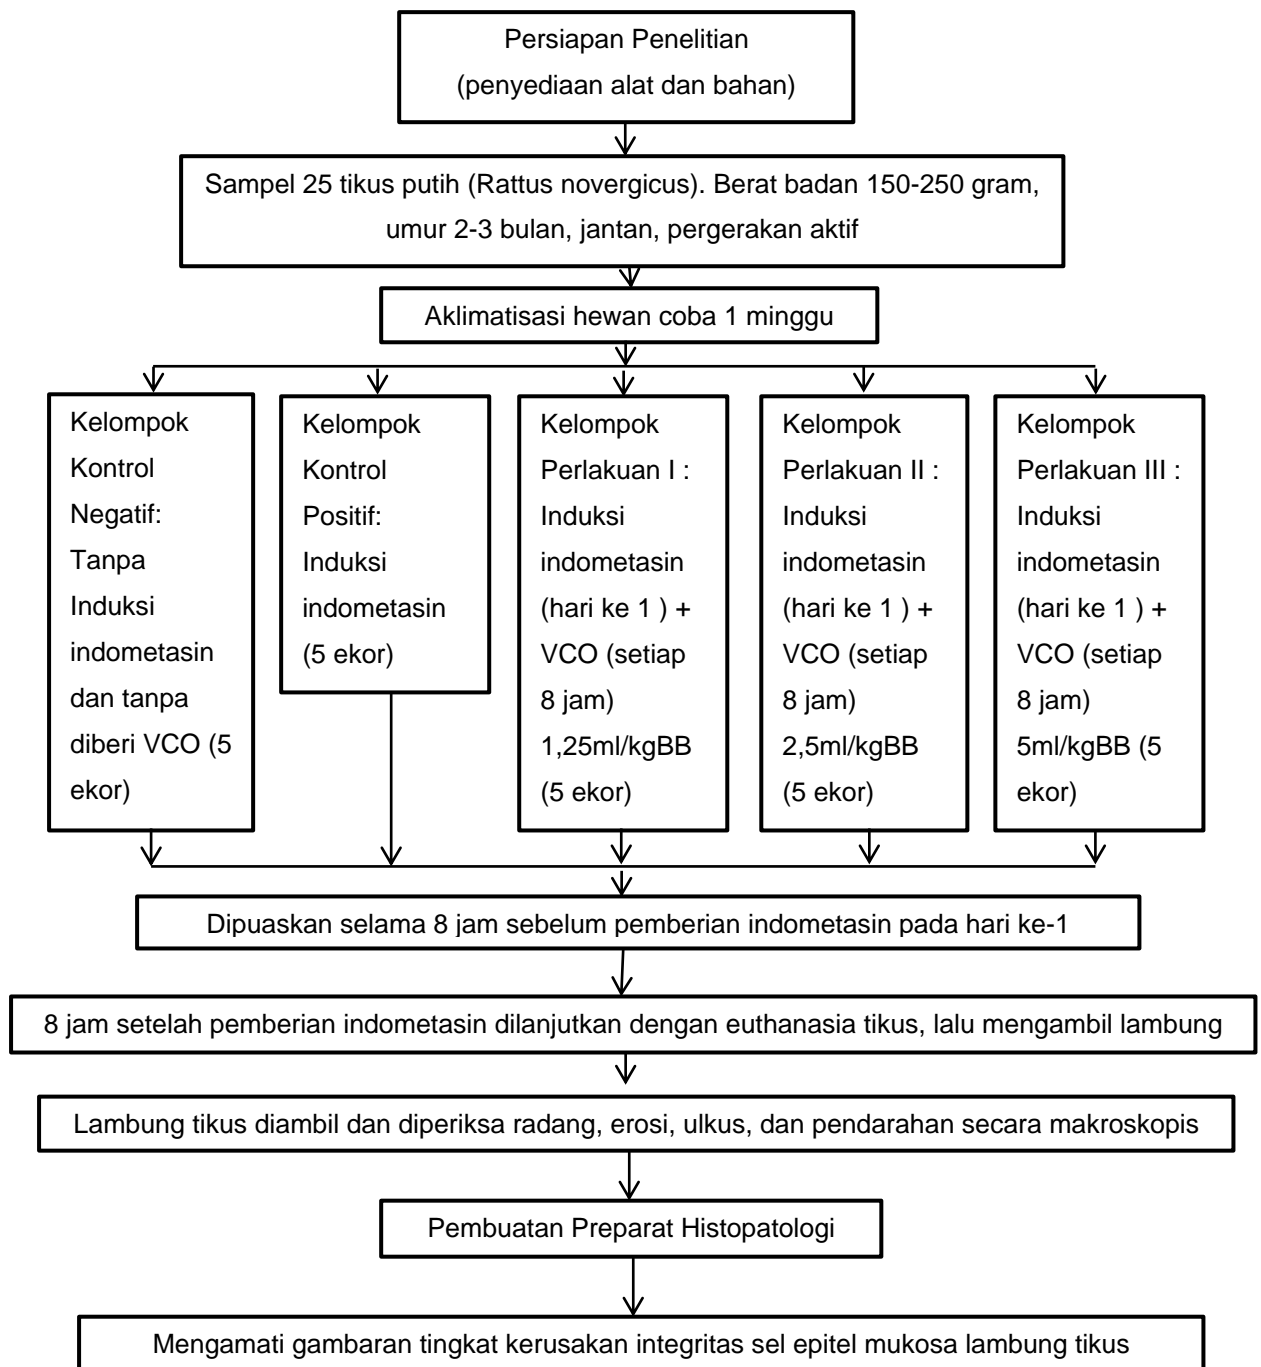 Persiapan Penelitian
(penyediaan alat dan bahan)
Sampel 25 tikus putih (Rattus novergicus). Berat badan 150-250 gram,
umur 2-3 bulan, jantan, pergerakan aktif
Aklimatisasi hewan coba 1 minggu
Kelompok
Kontrol
Negatif:
Tanpa
Induksi
indometasin
dan tanpa
diberi VCO (5
ekor)
Kelompok
Kontrol
Positif:
Induksi
indometasin
(5 ekor)
Kelompok
Perlakuan I :
Induksi
indometasin
(hari ke 1 ) +
VCO (setiap
8 jam)
1,25ml/kgBB
(5 ekor)
Kelompok
Perlakuan II :
Induksi
indometasin
(hari ke 1 ) +
VCO (setiap
8 jam)
2,5ml/kgBB
(5 ekor)
Kelompok
Perlakuan III :
Induksi
indometasin
(hari ke 1 ) +
VCO (setiap
8 jam)
5ml/kgBB (5
ekor)
Dipuaskan selama 8 jam sebelum pemberian indometasin pada hari ke-1
8 jam setelah pemberian indometasin dilanjutkan dengan euthanasia tikus, lalu mengambil lambung
Lambung tikus diambil dan diperiksa radang, erosi, ulkus, dan pendarahan secara makroskopis
Pembuatan Preparat Histopatologi
Mengamati gambaran tingkat kerusakan integritas sel epitel mukosa lambung tikus